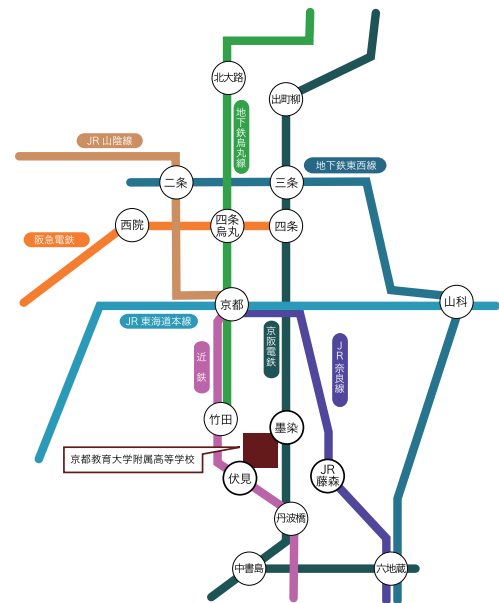 北大路
出町柳
地下鉄烏丸線
JR 山陰線
地下鉄東西線
二条
三条
西院
四条
烏丸
四条
阪急電鉄
京都
山科
JR 東海道本線
京阪電鉄
JR奈良線
近鉄
竹田
墨染
京都教育大学附属高等学校
伏見
JR
藤森
丹波橋
中書島
六地蔵